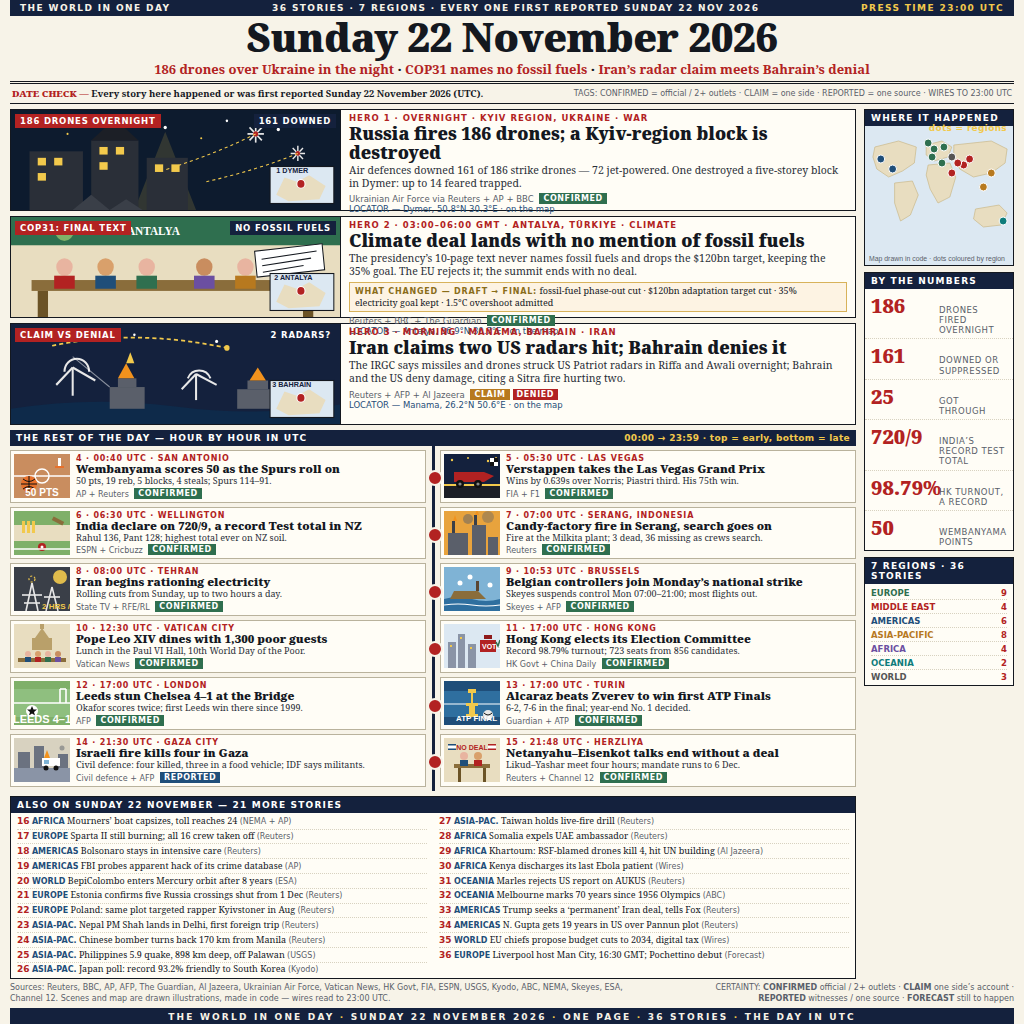 THE WORLD IN ONE DAY
36 STORIES · 7 REGIONS · EVERY ONE FIRST REPORTED SUNDAY 22 NOV 2026
PRESS TIME 23:00 UTC
Sunday 22 November 2026
186 drones over Ukraine in the night · COP31 names no fossil fuels · Iran’s radar claim meets Bahrain’s denial
DATE CHECK — Every story here happened or was first reported Sunday 22 November 2026 (UTC).
TAGS: CONFIRMED = official / 2+ outlets · CLAIM = one side · REPORTED = one source · WIRES TO 23:00 UTC
186 DRONES OVERNIGHT
161 DOWNED
1 DYMER
HERO 1 · OVERNIGHT · KYIV REGION, UKRAINE · WAR
Russia fires 186 drones; a Kyiv-region block is
destroyed
Air defences downed 161 of 186 strike drones — 72 jet-powered. One destroyed a five-storey block
in Dymer: up to 14 feared trapped.
Ukrainian Air Force via Reuters + AP + BBC CONFIRMED
LOCATOR — Dymer, 50.8°N 30.3°E · on the map
COP31: FINAL TEXT
ANTALYA
NO FOSSIL FUELS
2 ANTALYA
HERO 2 · 03:00–06:00 GMT · ANTALYA, TÜRKIYE · CLIMATE
Climate deal lands with no mention of fossil fuels
The presidency’s 10-page text never names fossil fuels and drops the $120bn target, keeping the
35% goal. The EU rejects it; the summit ends with no deal.
WHAT CHANGED — DRAFT → FINAL: fossil-fuel phase-out cut · $120bn adaptation target cut · 35%
electricity goal kept · 1.5°C overshoot admitted
Reuters + BBC + The Guardian CONFIRMED
CLAIM VS DENIAL
2 RADARS?
3 BAHRAIN
HERO 3 · MORNING · MANAMA, BAHRAIN · IRAN
Iran claims two US radars hit; Bahrain denies it
The IRGC says missiles and drones struck US Patriot radars in Riffa and Awali overnight; Bahrain
and the US deny damage, citing a Sitra fire hurting two.
Reuters + AFP + Al Jazeera CLAIM DENIED
LOCATOR — Manama, 26.2°N 50.6°E · on the map
THE REST OF THE DAY — HOUR BY HOUR IN UTC
00:00 → 23:59 · top = early, bottom = late
50 PTS
4 · 00:40 UTC · SAN ANTONIO
Wembanyama scores 50 as the Spurs roll on
50 pts, 19 reb, 5 blocks, 4 steals; Spurs 114–91.
AP + Reuters CONFIRMED
5 · 05:30 UTC · LAS VEGAS
Verstappen takes the Las Vegas Grand Prix
Wins by 0.639s over Norris; Piastri third. His 75th win.
FIA + F1 CONFIRMED
6 · 06:30 UTC · WELLINGTON
India declare on 720/9, a record Test total in NZ
Rahul 136, Pant 128; highest total ever on NZ soil.
ESPN + Cricbuzz CONFIRMED
7 · 07:00 UTC · SERANG, INDONESIA
Candy-factory fire in Serang, search goes on
Fire at the Milkita plant; 3 dead, 36 missing as crews search.
Reuters CONFIRMED
2 HRS /
8 · 08:00 UTC · TEHRAN
Iran begins rationing electricity
Rolling cuts from Sunday, up to two hours a day.
State TV + RFE/RL CONFIRMED
9 · 10:53 UTC · BRUSSELS
Belgian controllers join Monday’s national strike
Skeyes suspends control Mon 07:00–21:00; most flights out.
Skeyes + AFP CONFIRMED
10 · 12:30 UTC · VATICAN CITY
Pope Leo XIV dines with 1,300 poor guests
Lunch in the Paul VI Hall, 10th World Day of the Poor.
Vatican News CONFIRMED
VOT
11 · 17:00 UTC · HONG KONG
Hong Kong elects its Election Committee
Record 98.79% turnout; 723 seats from 856 candidates.
HK Govt + China Daily CONFIRMED
LEEDS 4–1
12 · 17:00 UTC · LONDON
Leeds stun Chelsea 4–1 at the Bridge
Okafor scores twice; first Leeds win there since 1999.
AFP CONFIRMED
ATP FINAL
13 · 17:00 UTC · TURIN
Alcaraz beats Zverev to win first ATP Finals
6-2, 7-6 in the final; year-end No. 1 decided.
Guardian + ATP CONFIRMED
14 · 21:30 UTC · GAZA CITY
Israeli fire kills four in Gaza
Civil defence: four killed, three in a food vehicle; IDF says militants.
Civil defence + AFP REPORTED
NO DEAL
15 · 21:48 UTC · HERZLIYA
Netanyahu–Eisenkot talks end without a deal
Likud–Yashar meet four hours; mandate runs to 6 Dec.
Reuters + Channel 12 CONFIRMED
ALSO ON SUNDAY 22 NOVEMBER — 21 MORE STORIES
16 AFRICA Mourners’ boat capsizes, toll reaches 24 (NEMA + AP)
17 EUROPE Sparta II still burning; all 16 crew taken off (Reuters)
18 AMERICAS Bolsonaro stays in intensive care (Reuters)
19 AMERICAS FBI probes apparent hack of its crime database (AP)
20 WORLD BepiColombo enters Mercury orbit after 8 years (ESA)
21 EUROPE Estonia confirms five Russia crossings shut from 1 Dec (Reuters)
22 EUROPE Poland: same plot targeted rapper Kyivstoner in Aug (Reuters)
23 ASIA-PAC. Nepal PM Shah lands in Delhi, first foreign trip (Reuters)
24 ASIA-PAC. Chinese bomber turns back 170 km from Manila (Reuters)
25 ASIA-PAC. Philippines 5.9 quake, 898 km deep, off Palawan (USGS)
26 ASIA-PAC. Japan poll: record 93.2% friendly to South Korea (Kyodo)
27 ASIA-PAC. Taiwan holds live-fire drill (Reuters)
28 AFRICA Somalia expels UAE ambassador (Reuters)
29 AFRICA Khartoum: RSF-blamed drones kill 4, hit UN building (Al Jazeera)
30 AFRICA Kenya discharges its last Ebola patient (Wires)
31 OCEANIA Marles rejects US report on AUKUS (Reuters)
32 OCEANIA Melbourne marks 70 years since 1956 Olympics (ABC)
33 AMERICAS Trump seeks a ‘permanent’ Iran deal, tells Fox (Reuters)
34 AMERICAS N. Gupta gets 19 years in US over Pannun plot (Reuters)
35 WORLD EU chiefs propose budget cuts to 2034, digital tax (Wires)
36 EUROPE Liverpool host Man City, 16:30 GMT; Pochettino debut (Forecast)
WHERE IT HAPPENED
dots = regions
Map drawn in code · dots coloured by region
BY THE NUMBERS
186 DRONES FIRED OVERNIGHT
161 DOWNED OR SUPPRESSED
25 GOT THROUGH
720/9 INDIA’S RECORD TEST TOTAL
98.79% HK TURNOUT, A RECORD
50 WEMBANYAMA POINTS
7 REGIONS · 36 STORIES
EUROPE 9
MIDDLE EAST 4
AMERICAS 6
ASIA-PACIFIC 8
AFRICA 4
OCEANIA 2
WORLD 3
Sources: Reuters, BBC, AP, AFP, The Guardian, Al Jazeera, Ukrainian Air Force, Vatican News, HK Govt, FIA, ESPN, USGS, Kyodo, ABC, NEMA, Skeyes, ESA,
Channel 12. Scenes and map are drawn illustrations, made in code — wires read to 23:00 UTC.
CERTAINTY: CONFIRMED official / 2+ outlets · CLAIM one side’s account ·
REPORTED witnesses / one source · FORECAST still to happen
THE WORLD IN ONE DAY · SUNDAY 22 NOVEMBER 2026 · ONE PAGE · 36 STORIES · THE DAY IN UTC